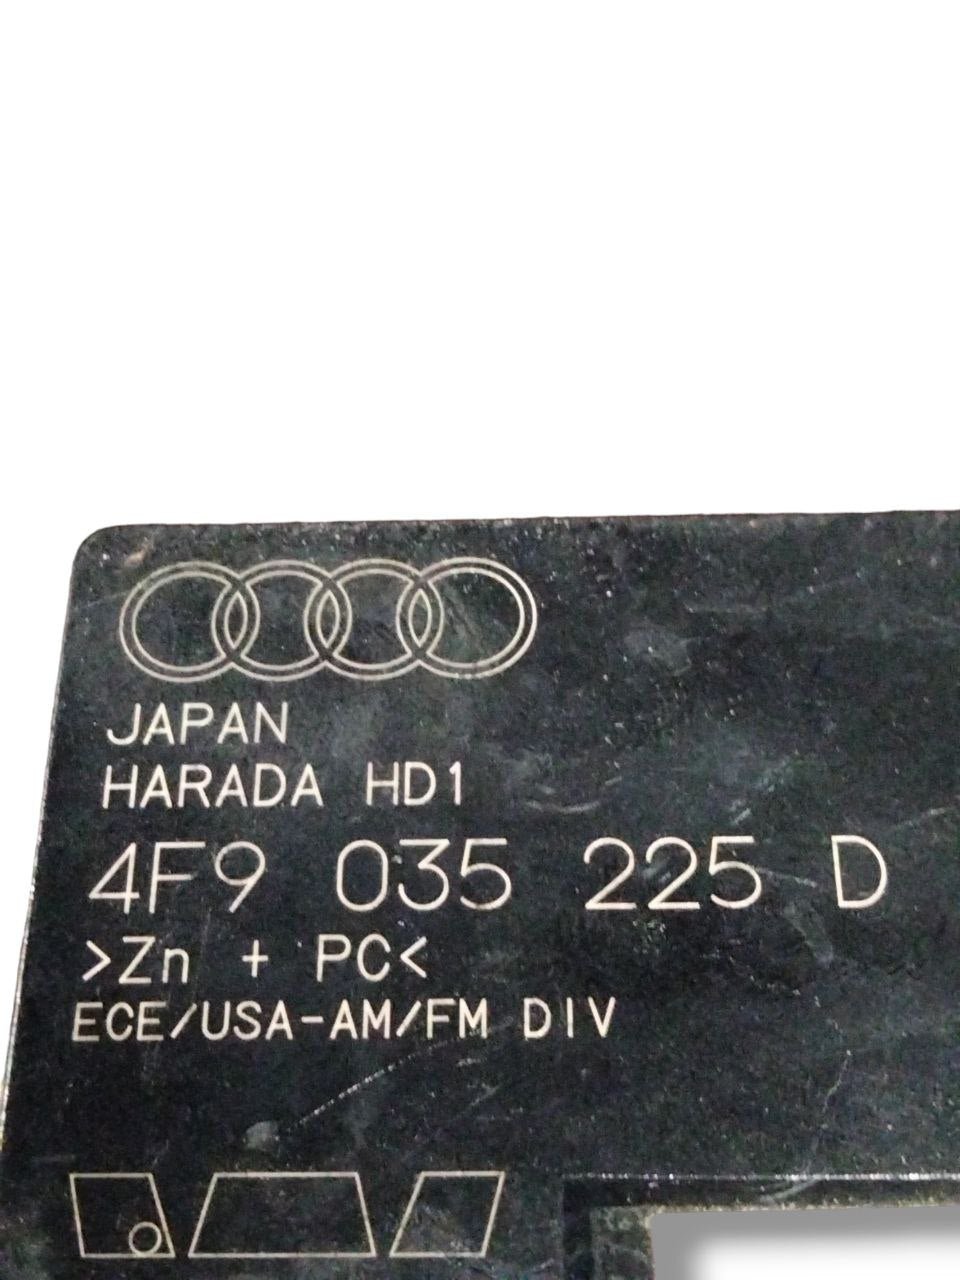 JAPAN
HARADA HD1
4F9 035 225 D
>Zn + PC<
ECE/USA-AM/FM DIV